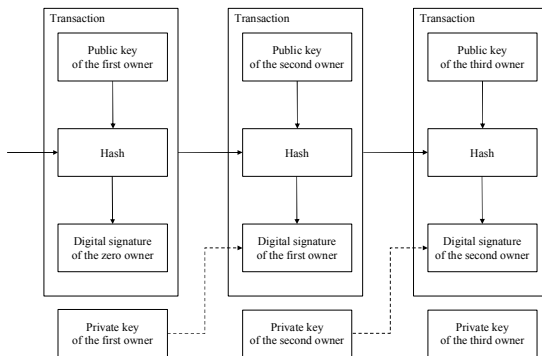 Transaction
Public key
of the first owner
Hash
Digital signature
of the zero owner
Private key
of the first owner
Transaction
Public key
of the second owner
Hash
Digital signature
of the first owner
Private key
of the second owner
Transaction
Public key
of the third owner
Hash
Digital signature
of the second owner
Private key
of the third owner